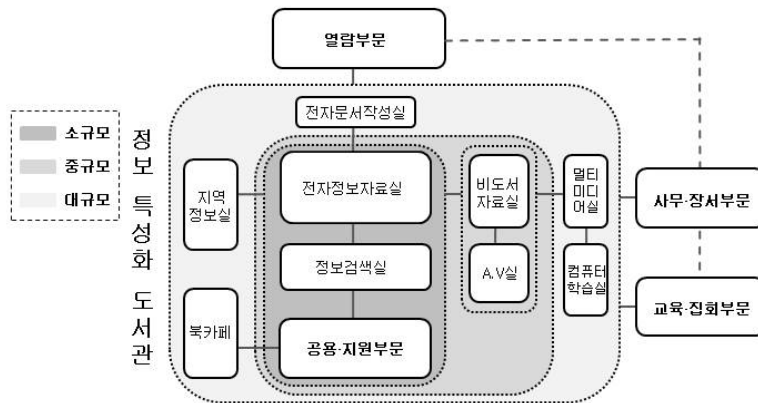 열람부문
전자문서작성실
소규모
중규모
대규모
정보 특성화 도서관
지역
정보실
전자정보자료실
비도서
자료실
멀티
미디
어실
사무·장서부문
정보검색실
A.V실
컴퓨터
학습실
교육·집회부문
북카페
공용·지원부문